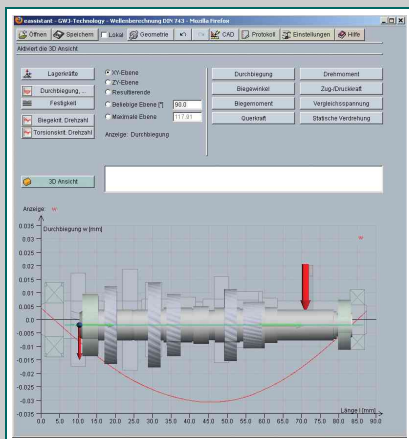 eassistant - GWJ-Technology - Wellenberechnung DIN 743 - Mozilla Firefox
Öffnen Speichern Lokal Geometrie CAD Protokoll Einstellungen Hilfe
Aktiviert die 3D Ansicht
Lagerkräfte
Durchbiegung, ...
Festigkeit
Biegekrit. Drehzahl
Torsionskrit. Drehzahl
XY-Ebene
ZY-Ebene
Resultierende
Beliebige Ebene [°] 90.0
Maximale Ebene 117.91
Anzeige: Durchbiegung
Durchbiegung Drehmoment
Biegewinkel Zug-/Druckkraft
Biegemoment Vergleichsspannung
Querkraft Statische Verdrehung
3D Ansicht
Anzeige: w
Durchbiegung w [mm]
w
0.035
0.03
0.025
0.02
0.015
0.01
0.005
0.0
-0.005
-0.01
-0.015
-0.02
-0.025
-0.03
-0.035
0.0 5.0 10.0 15.0 20.0 25.0 30.0 35.0 40.0 45.0 50.0 55.0 60.0 65.0 70.0 75.0 80.0 85.0 90.0
Länge l [mm]